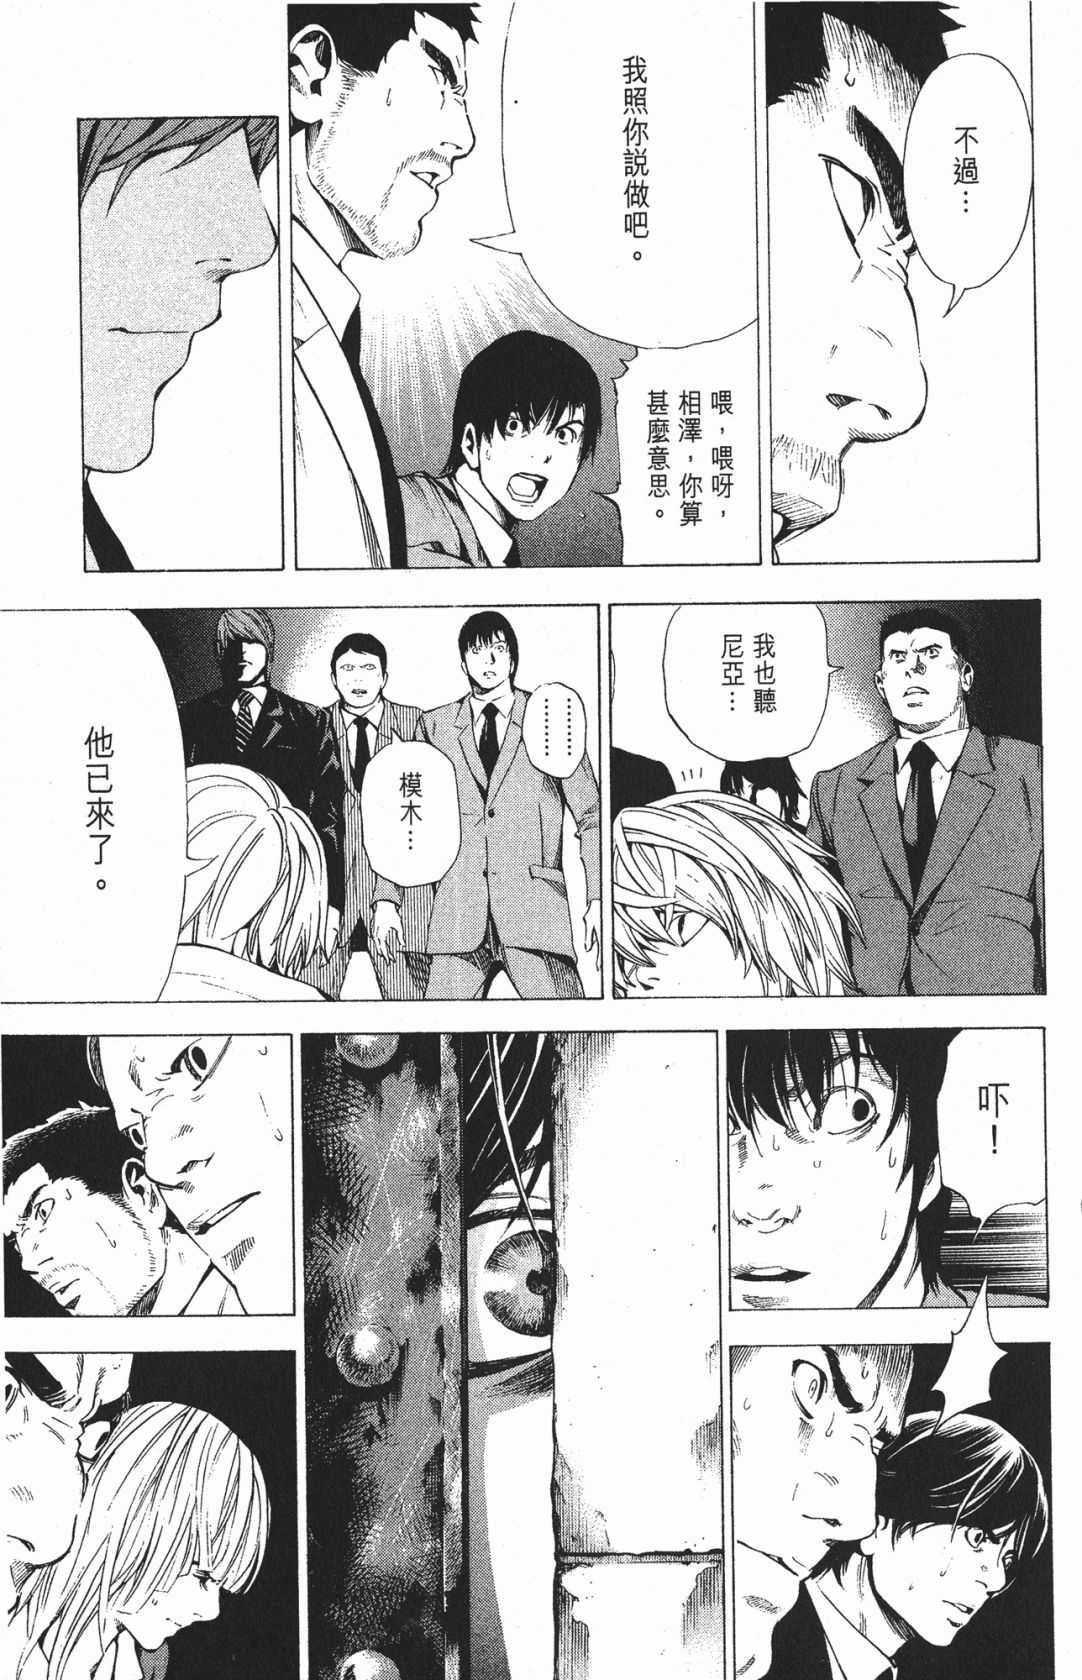 不過…
我照你說做吧。
喂，喂呀，
相澤，你算
甚麼意思。
我也聽
尼亞…
…………
模木…
他已來了。
吓！